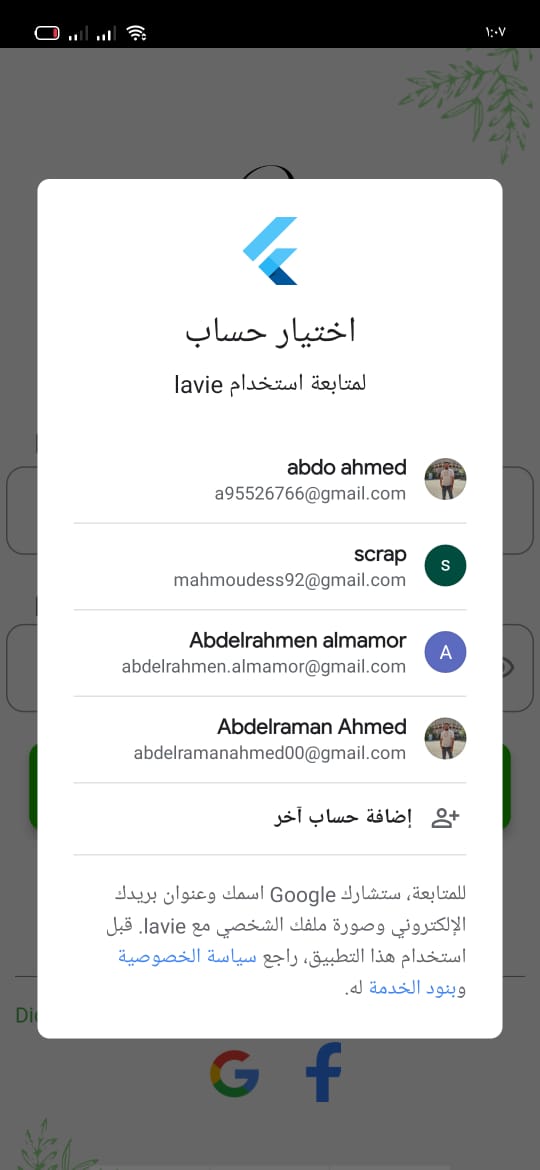 ١:٠٧
اختيار حساب
لمتابعة استخدام lavie
abdo ahmed
a95526766@gmail.com
s
scrap
mahmoudess92@gmail.com
A
Abdelrahmen almamor
abdelrahmen.almamor@gmail.com
Abdelraman Ahmed
abdelramanahmed00@gmail.com
إضافة حساب آخر
للمتابعة، ستشارك Google اسمك وعنوان بريدك
الإلكتروني وصورة ملفك الشخصي مع lavie. قبل
استخدام هذا التطبيق، راجع سياسة الخصوصية
وبنود الخدمة له.